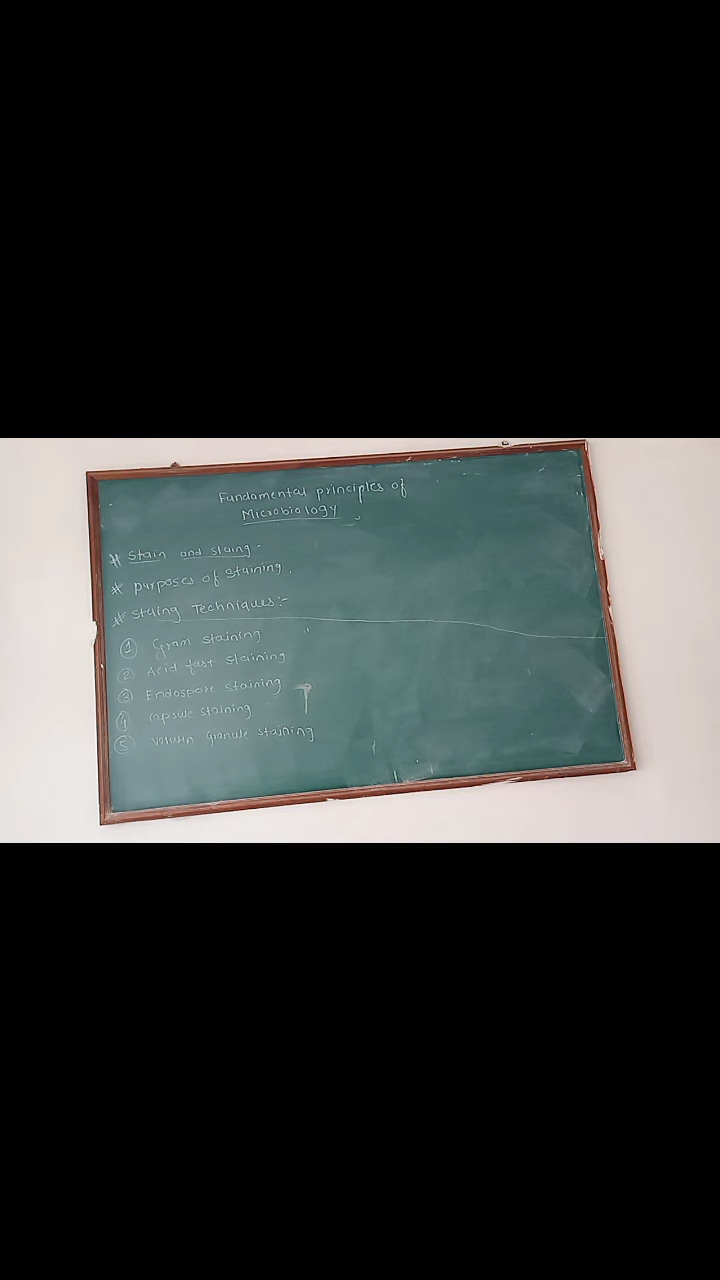 Fundamental principles of
Microbiology
* Stain and staing -
* purposes of staining.
* staing Techniques:-
1 Gram staining
2 Acid fast staining
3 Endospore staining
4 capsule staining
5 volutin Granule staining